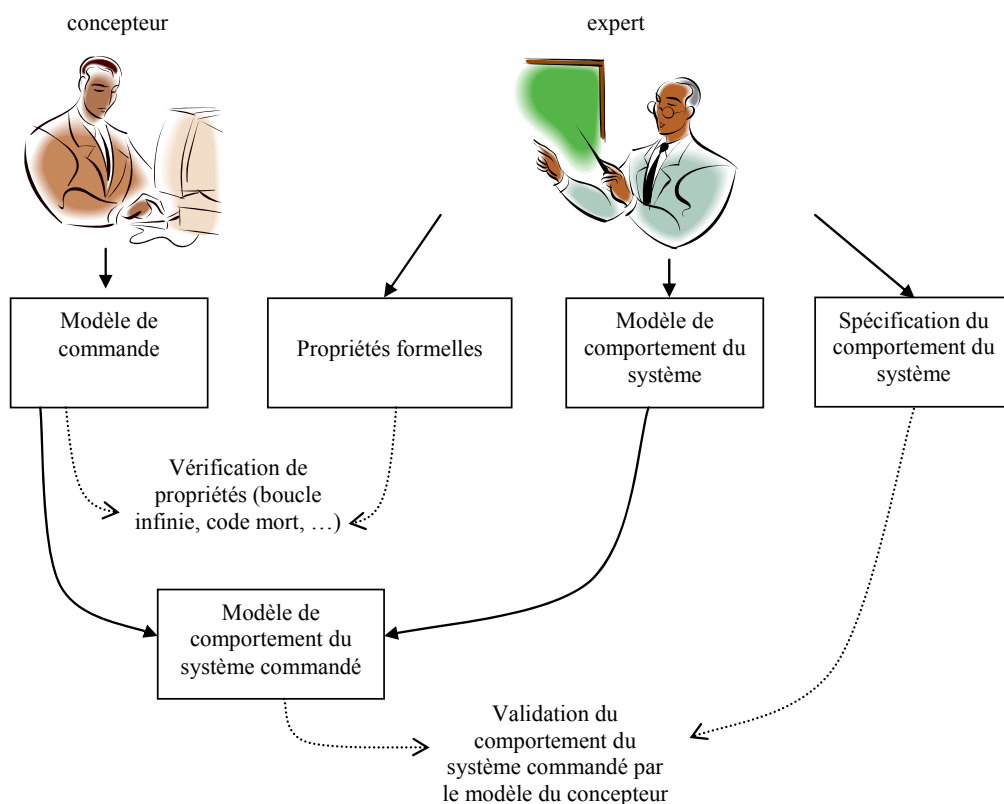 concepteur
expert
Modèle de
commande
Propriétés formelles
Modèle de
comportement du
système
Spécification du
comportement du
système
Vérification de
propriétés (boucle
infinie, code mort, …)
Modèle de
comportement du
système commandé
Validation du
comportement du
système commandé par
le modèle du concepteur